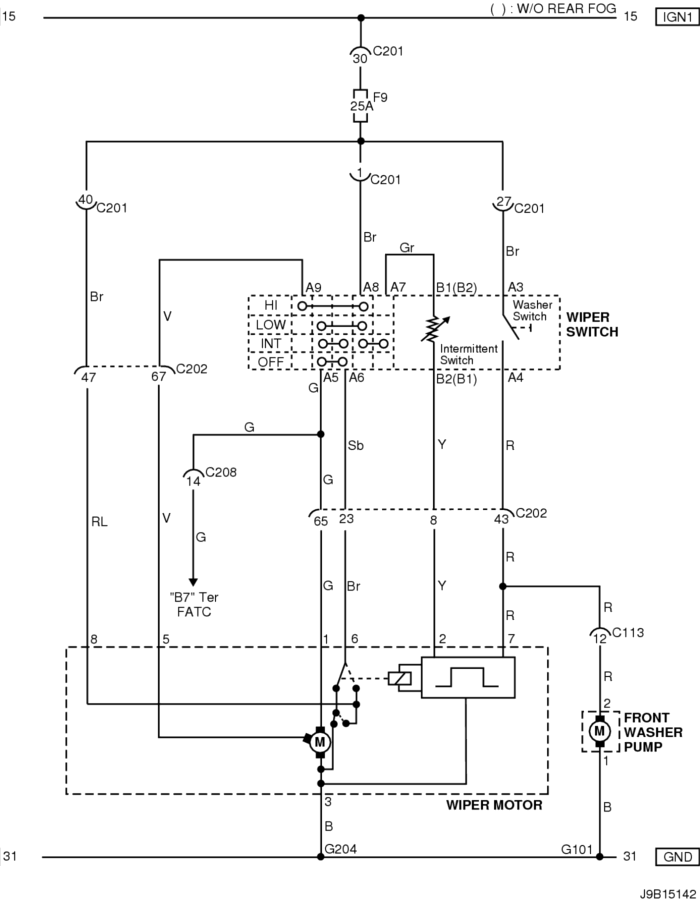 ( ) : W/O REAR FOG
15 15 IGN1
30 C201
F9
25A
40 C201
1 C201
27 C201
Br Gr Br
Br V
A9 A8 A7 B1(B2) A3
HI
LOW
INT
OFF
Washer
Switch
WIPER
SWITCH
Intermittent
Switch
47 67 C202
A5 A6 B2(B1) A4
G
G
Sb Y R
14 C208
G
65 23 8 43 C202
RL V G
R
"B7" Ter
FATC
G Br Y R R
12 C113
8 5 1 6 2 7
R
2
M
M
FRONT
WASHER
PUMP
1
3
WIPER MOTOR
B B
G204 G101
31 31 GND
J9B15142